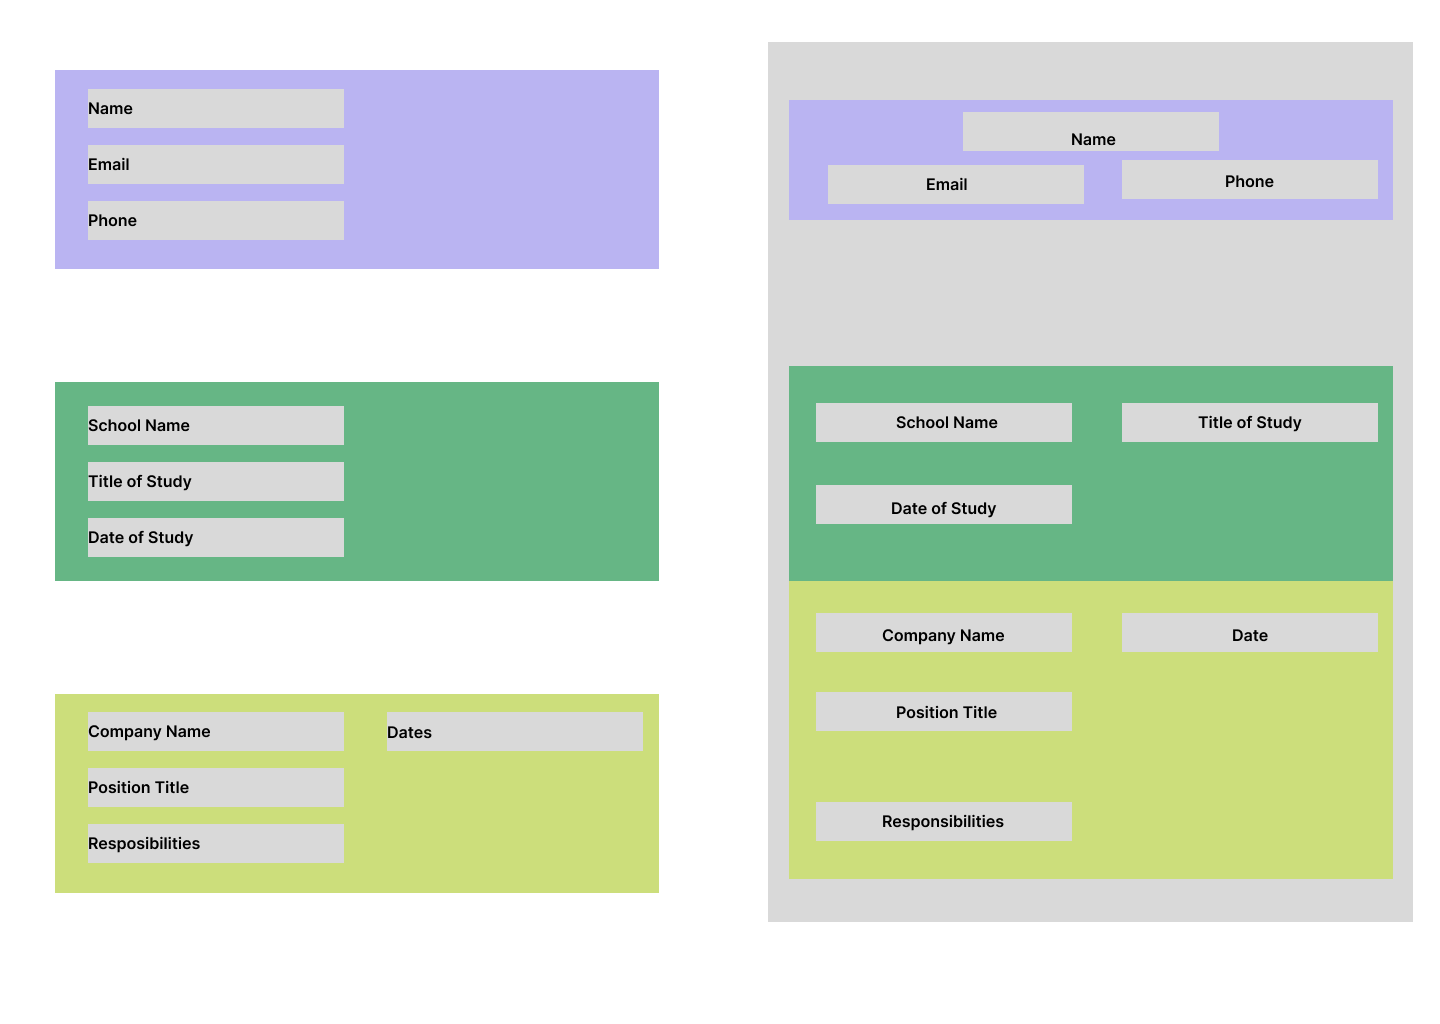 Name
Email
Phone
School Name
Title of Study
Date of Study
Company Name
Dates
Position Title
Resposibilities
Name
Email
Phone
School Name
Title of Study
Date of Study
Company Name
Date
Position Title
Responsibilities